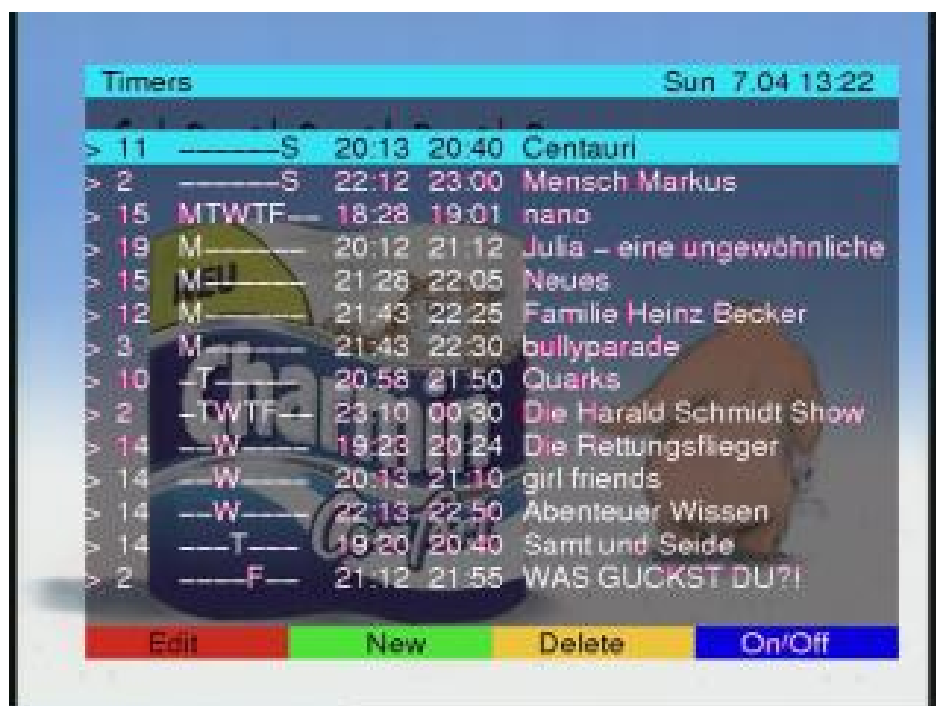 Timers Sun 7.04 13:22
> 11 ------S 20:13 20:40 Centauri
> 2 ------S 22:12 23:00 Mensch Markus
> 15 MTWTF-- 18:28 19:01 nano
> 19 M------ 20:12 21:12 Julia – eine ungewöhnliche
> 15 M------ 21:28 22:05 Neues
> 12 M------ 21:43 22:25 Familie Heinz Becker
> 3 M------ 21:43 22:30 bullyparade
> 10 -T----- 20:58 21:50 Quarks
> 2 -TWTF-- 23:10 00:30 Die Harald Schmidt Show
> 14 --W---- 19:23 20:24 Die Rettungsflieger
> 14 --W---- 20:13 21:10 girl friends
> 14 --W---- 22:13 22:50 Abenteuer Wissen
> 14 ---T--- 19:20 20:40 Samt und Seide
> 2 ----F-- 21:12 21:55 WAS GUCKST DU?!
Edit New Delete On/Off
NEU
Charmin
Comfort